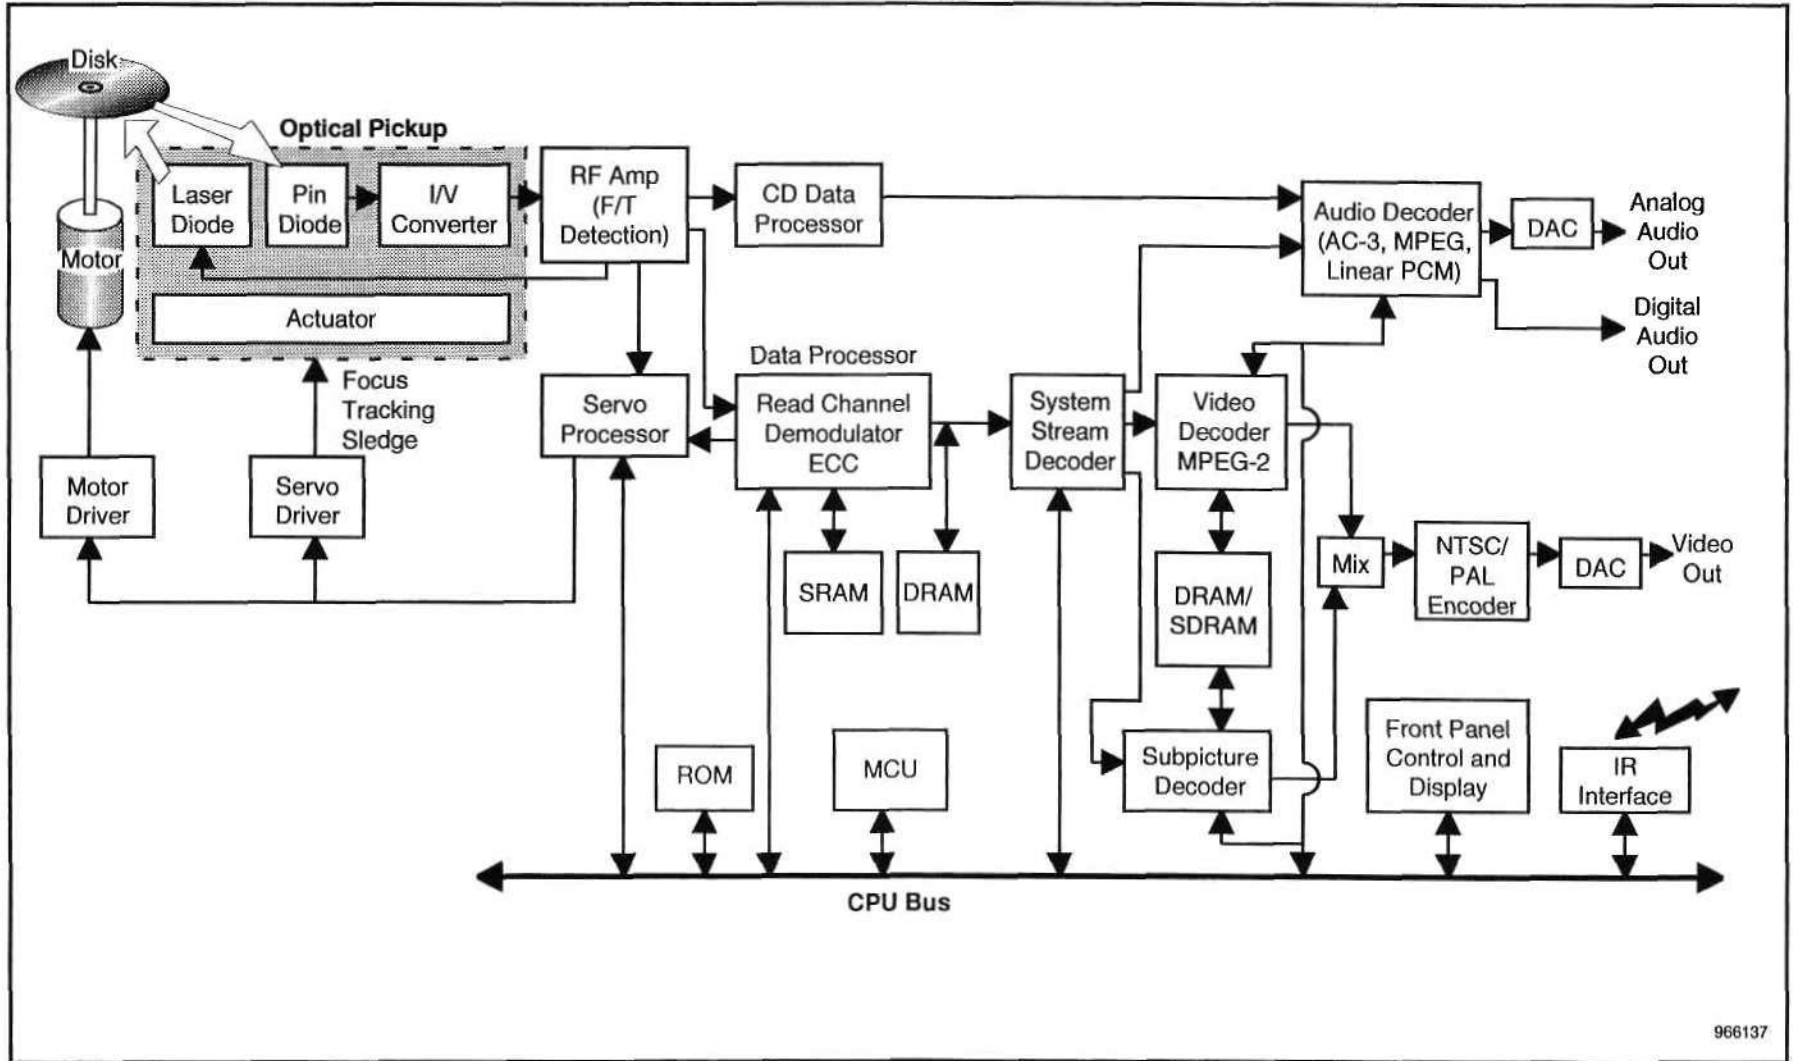 Disk
Optical Pickup
Laser
Diode
Pin
Diode
I/V
Converter
RF Amp
(F/T
Detection)
CD Data
Processor
Audio Decoder
(AC-3, MPEG,
Linear PCM)
DAC
Analog
Audio
Out
Digital
Audio
Out
Motor
Actuator
Focus
Tracking
Sledge
Data Processor
Servo
Processor
Read Channel
Demodulator
ECC
System
Stream
Decoder
Video
Decoder
MPEG-2
Motor
Driver
Servo
Driver
SRAM
DRAM
DRAM/
SDRAM
Mix
NTSC/
PAL
Encoder
DAC
Video
Out
ROM
MCU
Subpicture
Decoder
Front Panel
Control and
Display
IR
Interface
CPU Bus
966137